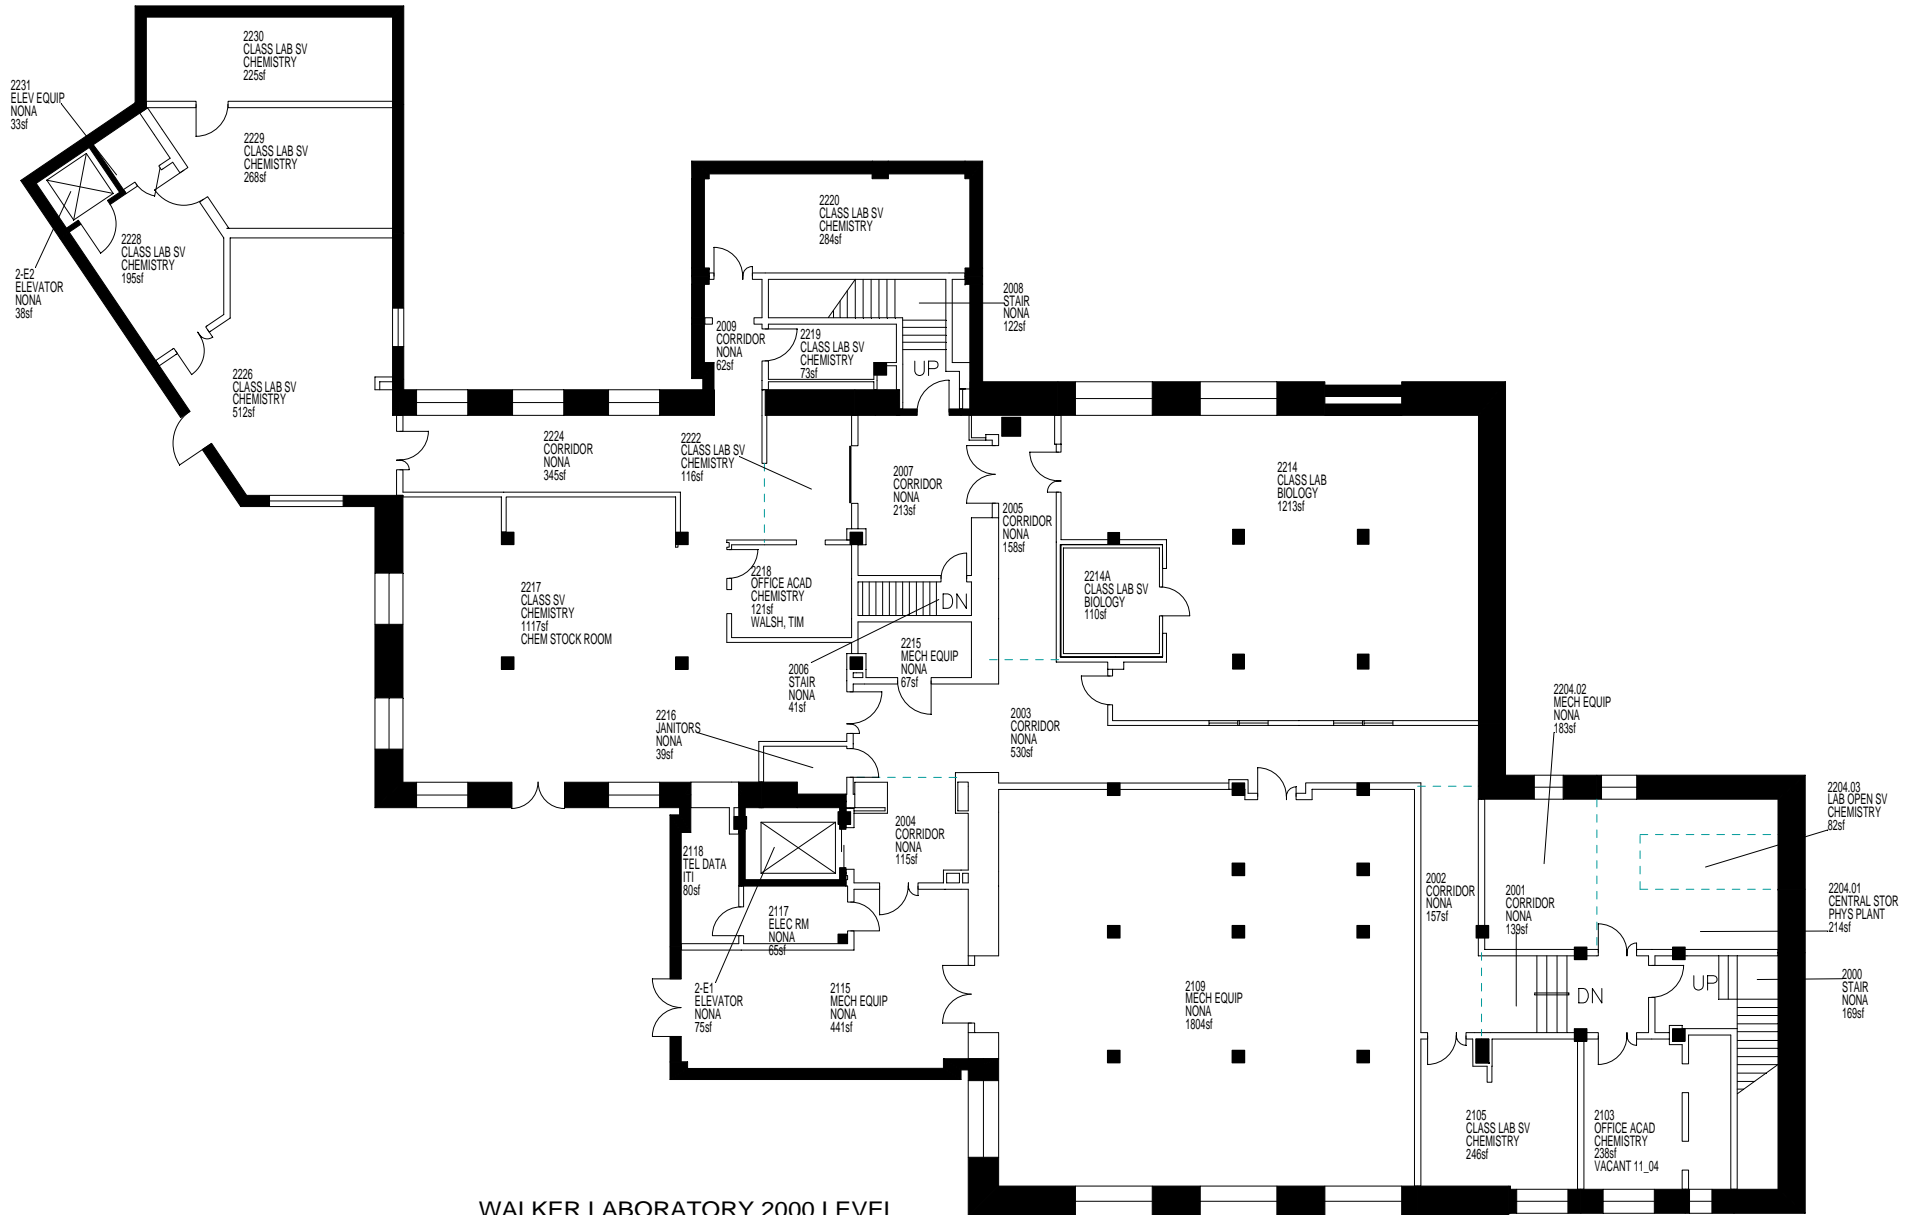 2230
CLASS LAB SV
CHEMISTRY
225sf
2231
ELEV EQUIP
NONA
33sf
2229
CLASS LAB SV
CHEMISTRY
268sf
2228
CLASS LAB SV
CHEMISTRY
195sf
2-E2
ELEVATOR
NONA
38sf
2226
CLASS LAB SV
CHEMISTRY
512sf
2220
CLASS LAB SV
CHEMISTRY
284sf
2008
STAIR
NONA
122sf
2009
CORRIDOR
NONA
62sf
2219
CLASS LAB SV
CHEMISTRY
73sf
UP
2224
CORRIDOR
NONA
345sf
2222
CLASS LAB SV
CHEMISTRY
116sf
2007
CORRIDOR
NONA
213sf
2005
CORRIDOR
NONA
158sf
2214
CLASS LAB
BIOLOGY
1213sf
2214A
CLASS LAB SV
BIOLOGY
110sf
2217
CLASS SV
CHEMISTRY
1117sf
CHEM STOCK ROOM
2218
OFFICE ACAD
CHEMISTRY
121sf
WALSH, TIM
DN
2215
MECH EQUIP
NONA
67sf
2006
STAIR
NONA
41sf
2216
JANITORS
NONA
39sf
2003
CORRIDOR
NONA
530sf
2204.02
MECH EQUIP
NONA
183sf
2204.03
LAB OPEN SV
CHEMISTRY
82sf
2204.01
CENTRAL STOR
PHYS PLANT
214sf
2004
CORRIDOR
NONA
115sf
2118
TEL DATA
ITI
80sf
2117
ELEC RM
NONA
65sf
2-E1
ELEVATOR
NONA
75sf
2115
MECH EQUIP
NONA
441sf
2109
MECH EQUIP
NONA
1804sf
2002
CORRIDOR
NONA
157sf
2001
CORRIDOR
NONA
139sf
DN
UP
2000
STAIR
NONA
169sf
2105
CLASS LAB SV
CHEMISTRY
246sf
2103
OFFICE ACAD
CHEMISTRY
238sf
VACANT 11_04
WALKER LABORATORY 2000 LEVEL